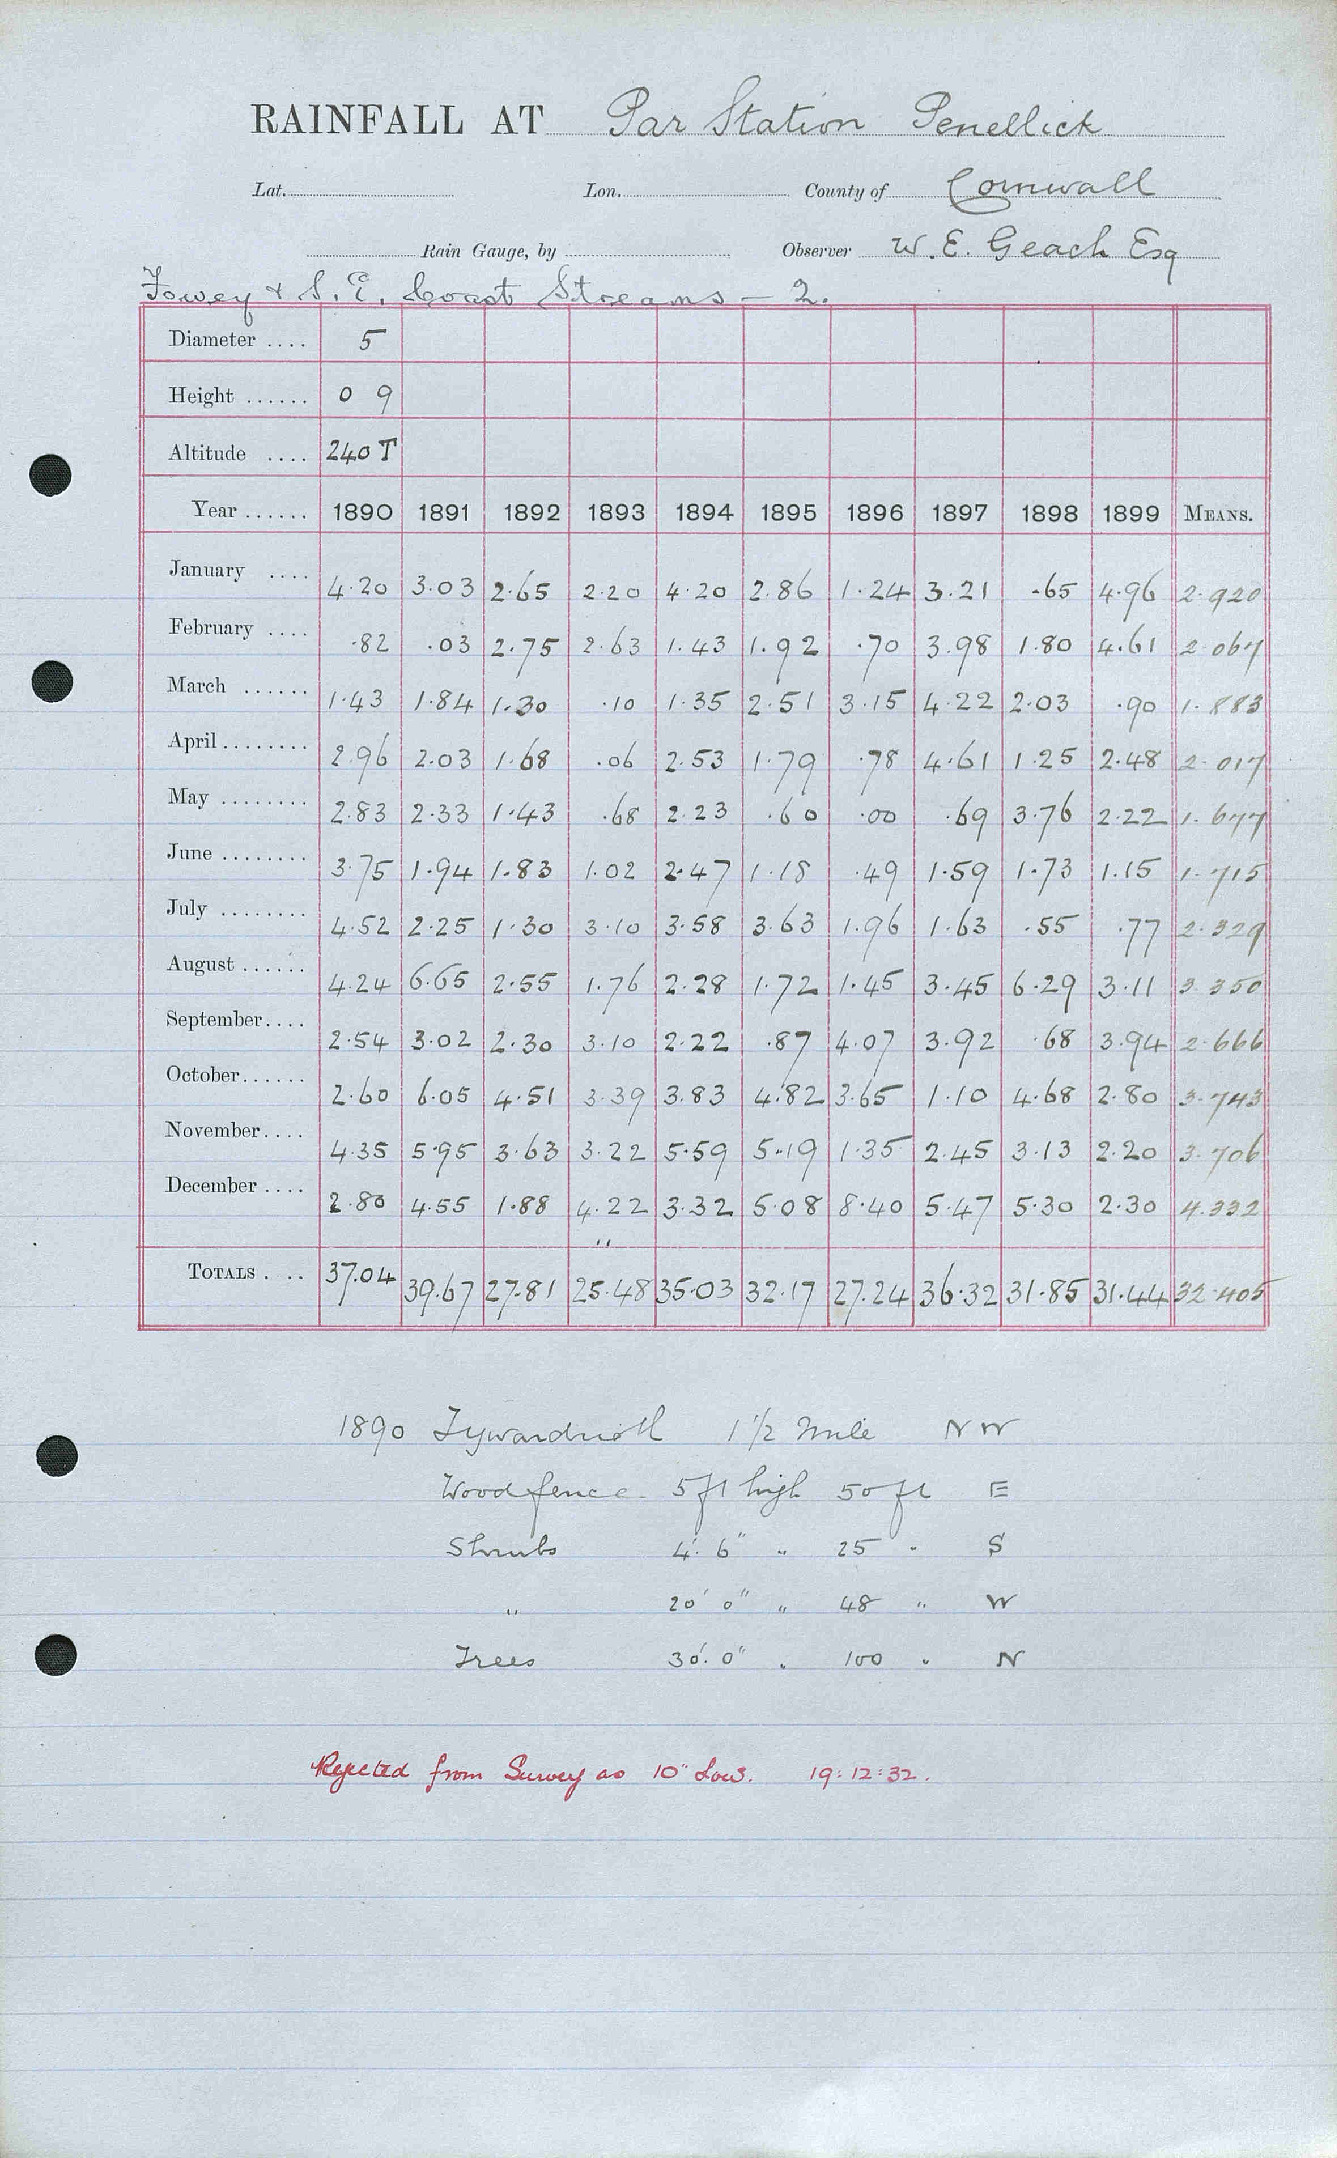 RAINFALL AT Par Station Penellick
Lat. Lon. County of Cornwall
Rain Gauge, by Observer W. E. Geach Esq
Fowey & S. E. Coast Streams — 2.
Diameter .... 5
Height ...... 0 9
Altitude .... 240 T
Year ...... 1890 1891 1892 1893 1894 1895 1896 1897 1898 1899 MEANS.
January .... 4.20 3.03 2.65 2.20 4.20 2.86 1.24 3.21 .65 4.96 2.920
February .... .82 .03 2.75 2.63 1.43 1.92 .70 3.98 1.80 4.61 2.067
March ...... 1.43 1.84 1.30 .10 1.35 2.51 3.15 4.22 2.03 .90 1.883
April ........ 2.96 2.03 1.68 .06 2.53 1.79 .78 4.61 1.25 2.48 2.017
May ........ 2.83 2.33 1.43 .68 2.23 .60 .00 .69 3.76 2.22 1.677
June ........ 3.75 1.94 1.83 1.02 2.47 1.18 .49 1.59 1.73 1.15 1.715
July ........ 4.52 2.25 1.30 3.10 3.58 3.63 1.96 1.63 .55 .77 2.329
August ...... 4.24 6.65 2.55 1.76 2.28 1.72 1.45 3.45 6.29 3.11 3.350
September .... 2.54 3.02 2.30 3.10 2.22 .87 4.07 3.92 .68 3.94 2.666
October ...... 2.60 6.05 4.51 3.39 3.83 4.82 3.65 1.10 4.68 2.80 3.743
November .... 4.35 5.95 3.63 3.22 5.59 5.19 1.35 2.45 3.13 2.20 3.706
December .... 2.80 4.55 1.88 4.22 3.32 5.08 8.40 5.47 5.30 2.30 4.332
TOTALS . .. 37.04 39.67 27.81 25.48 35.03 32.17 27.24 36.32 31.85 31.44 32.405
1890 Tywardreath 1 1/2 Mile NW
Wood fence 5 ft high 50 ft E
Shrubs 4' 6" " 25 " S
" 20' 0" " 48 " W
Trees 30' 0" " 100 " N
Rejected from Survey as 10" Low. 19:12:32.